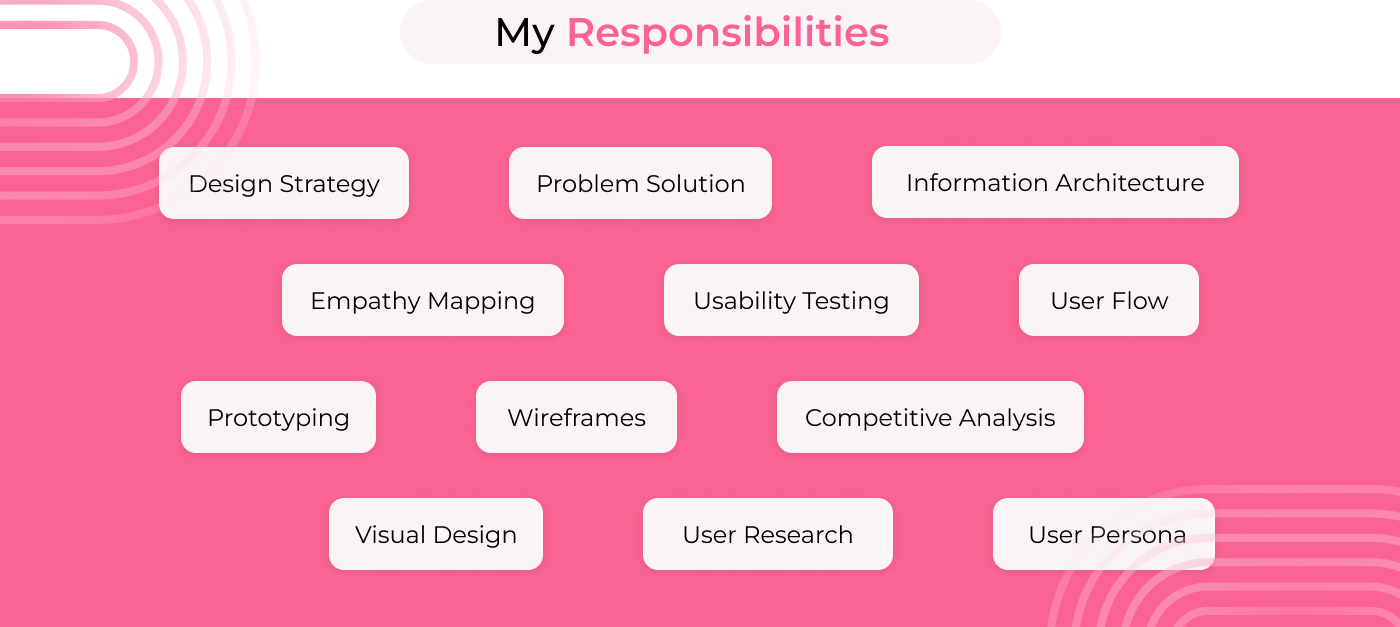 My Responsibilities
Design Strategy
Problem Solution
Information Architecture
Empathy Mapping
Usability Testing
User Flow
Prototyping
Wireframes
Competitive Analysis
Visual Design
User Research
User Persona